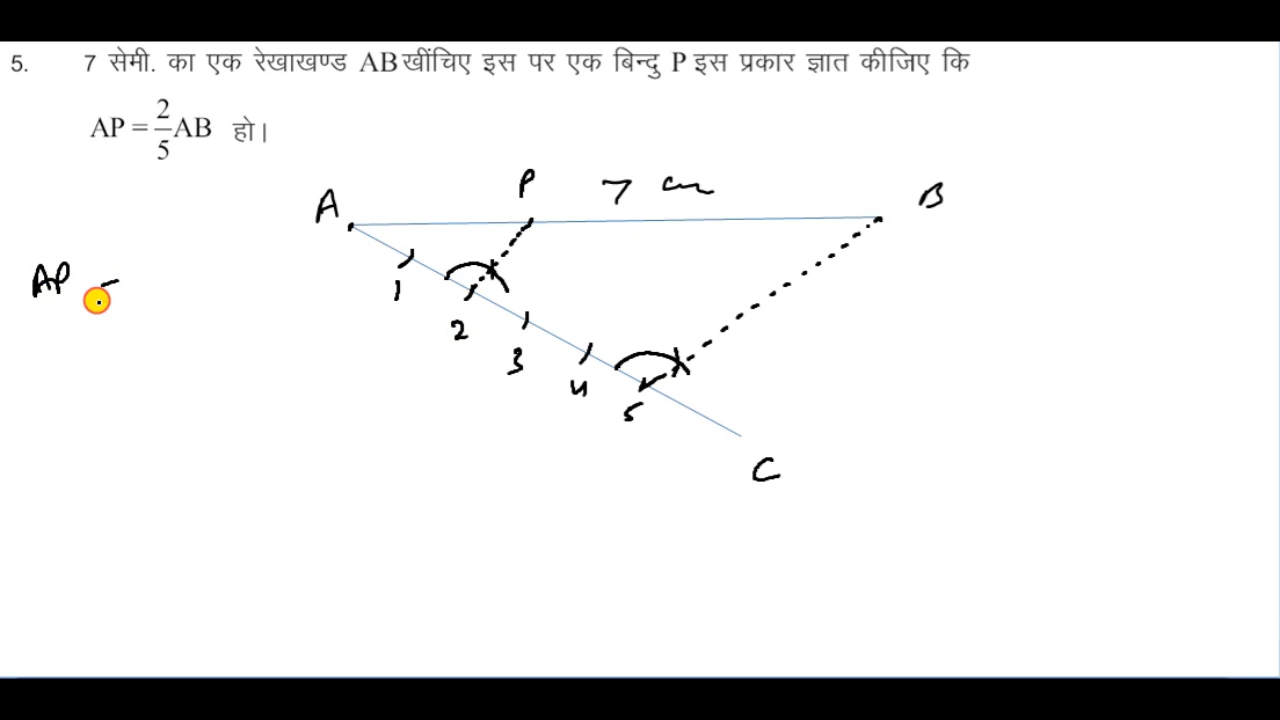 5. 7 सेमी. का एक रेखाखण्ड AB खींचिए इस पर एक बिन्दु P इस प्रकार ज्ञात कीजिए कि
AP = 2/5 AB हो।
A P 7 cm B
AP =
1
2
3
4
5
C